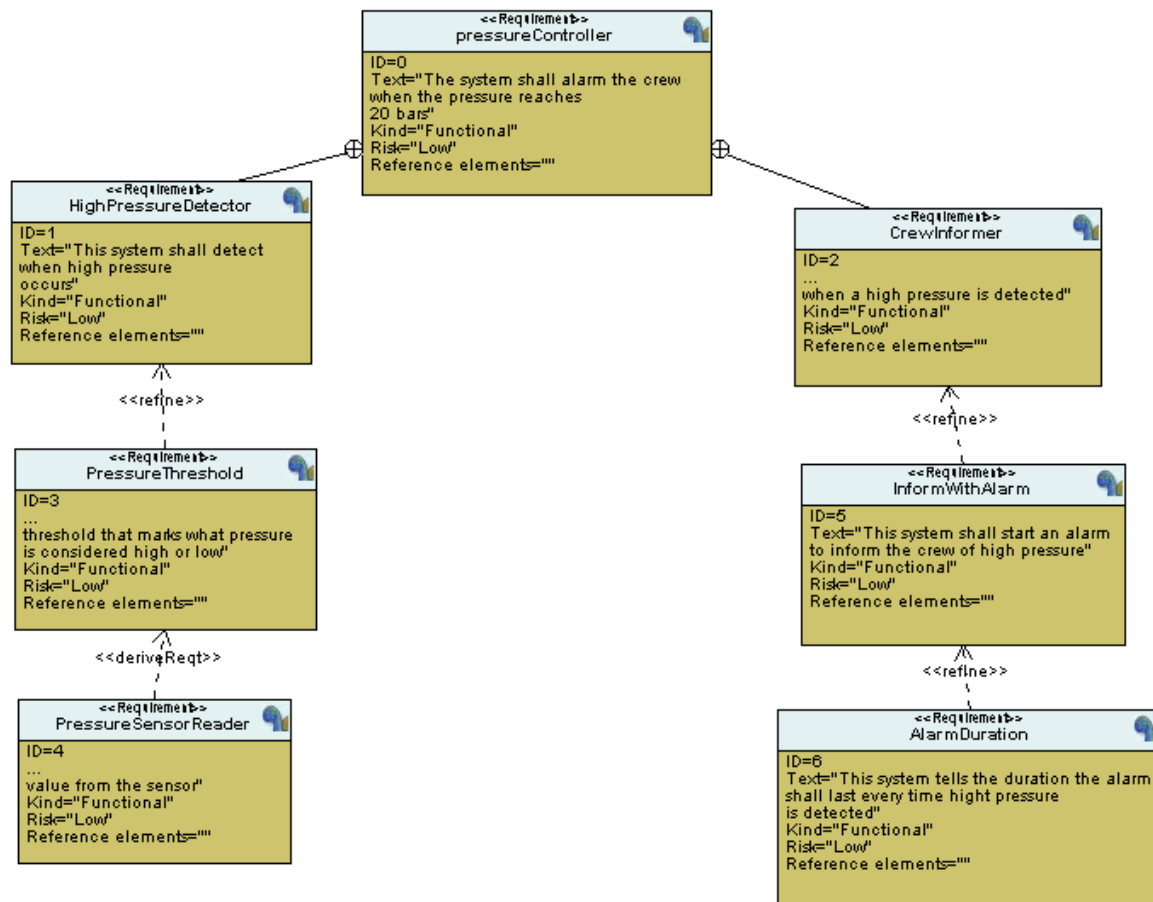 <<Requirement>>
pressureController
ID=0
Text="The system shall alarm the crew
when the pressure reaches
20 bars"
Kind="Functional"
Risk="Low"
Reference elements=""
<<Requirement>>
HighPressureDetector
ID=1
Text="This system shall detect
when high pressure
occurs"
Kind="Functional"
Risk="Low"
Reference elements=""
<<Requirement>>
CrewInformer
ID=2
...
when a high pressure is detected"
Kind="Functional"
Risk="Low"
Reference elements=""
<<refine>>
<<refine>>
<<Requirement>>
PressureThreshold
ID=3
...
threshold that marks what pressure
is considered high or low"
Kind="Functional"
Risk="Low"
Reference elements=""
<<Requirement>>
InformWithAlarm
ID=5
Text="This system shall start an alarm
to inform the crew of high pressure"
Kind="Functional"
Risk="Low"
Reference elements=""
<<deriveReqt>>
<<refine>>
<<Requirement>>
PressureSensorReader
ID=4
...
value from the sensor"
Kind="Functional"
Risk="Low"
Reference elements=""
<<Requirement>>
AlarmDuration
ID=6
Text="This system tells the duration the alarm
shall last every time hight pressure
is detected"
Kind="Functional"
Risk="Low"
Reference elements=""